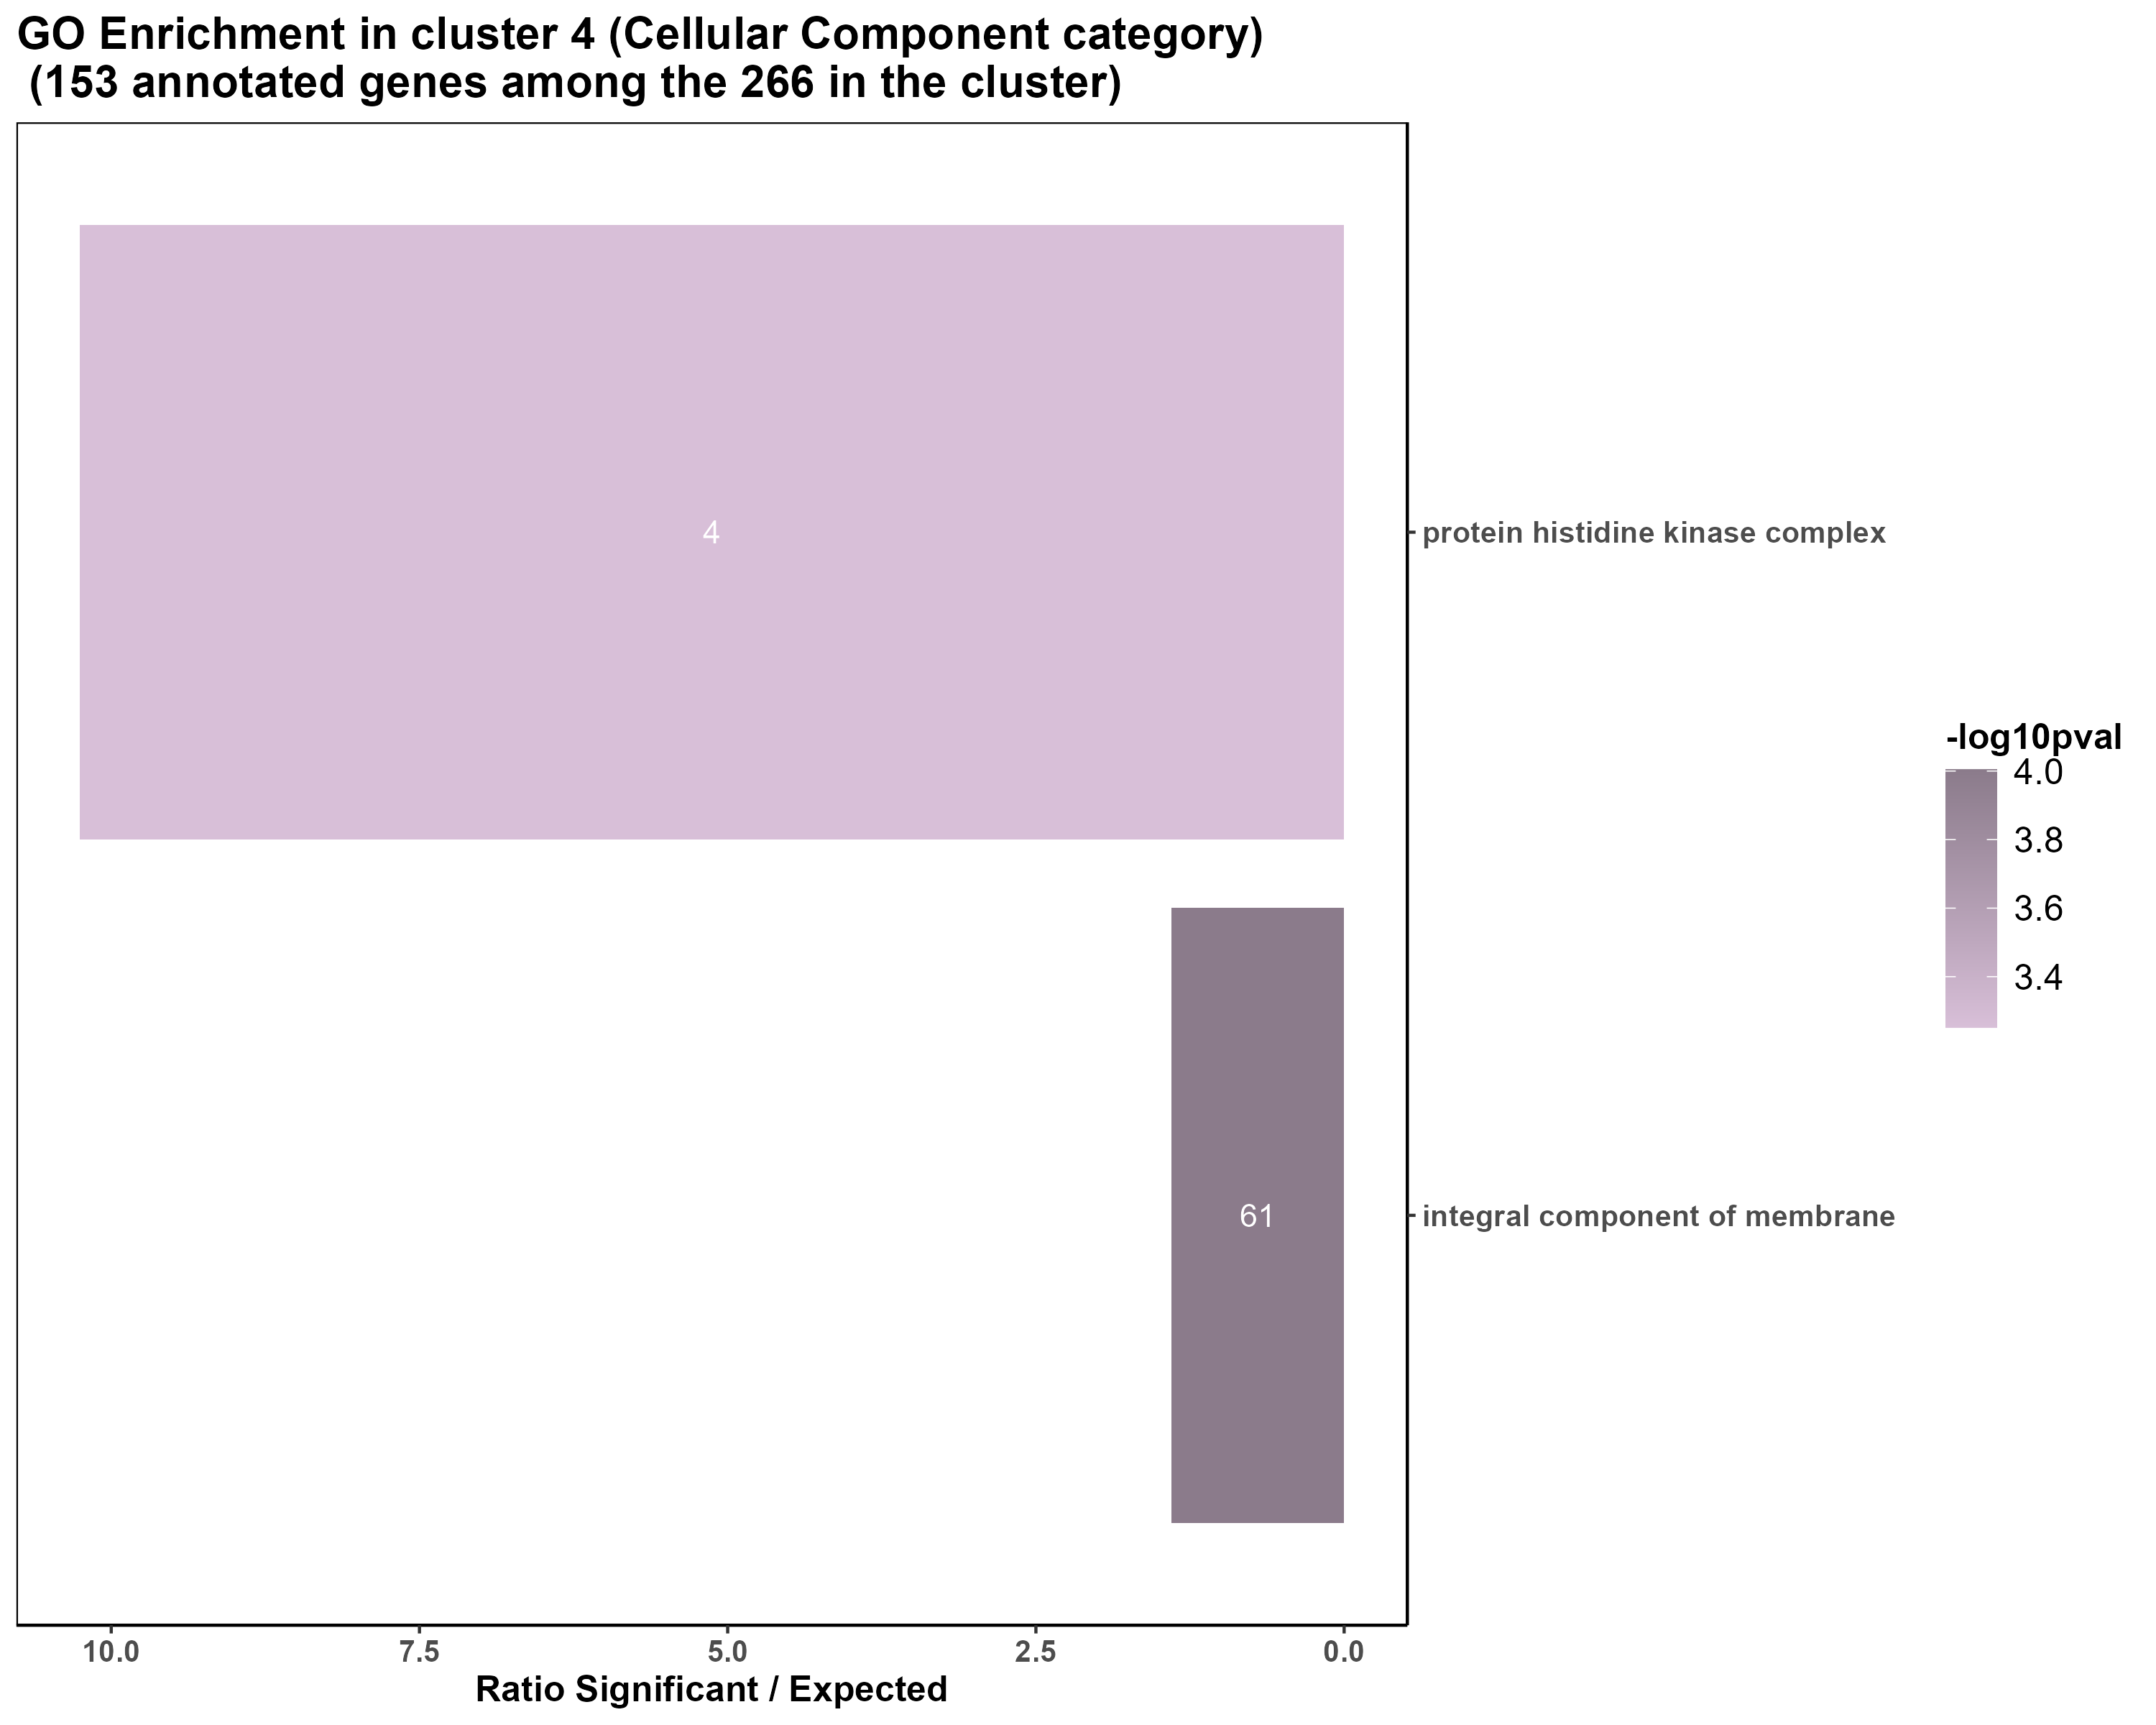 GO Enrichment in cluster 4 (Cellular Component category)
(153 annotated genes among the 266 in the cluster)
4
protein histidine kinase complex
61
integral component of membrane
-log10pval
4.0
3.8
3.6
3.4
10.0 7.5 5.0 2.5 0.0
Ratio Significant / Expected